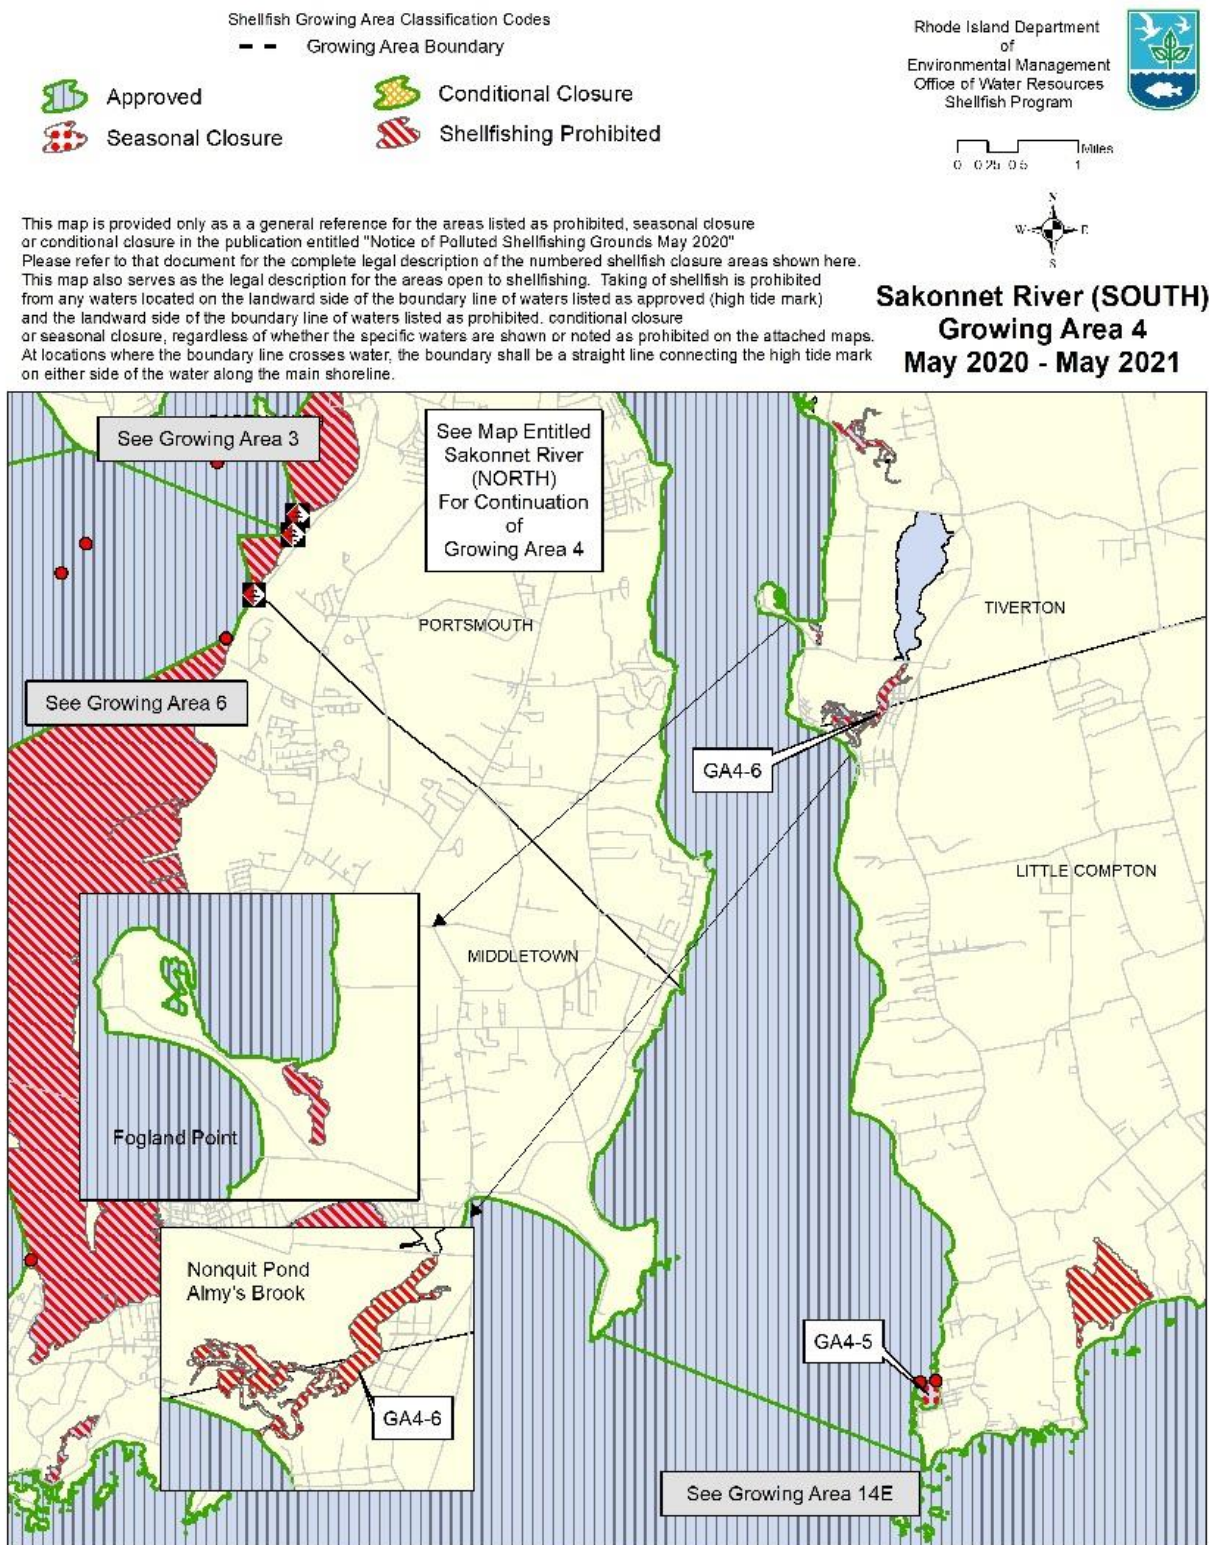 Shellfish Growing Area Classification Codes
Growing Area Boundary
Approved
Conditional Closure
Seasonal Closure
Shellfishing Prohibited
Rhode Island Department
of
Environmental Management
Office of Water Resources
Shellfish Program
Miles
0 0.25 0.5 1
N
W E
S
This map is provided only as a a general reference for the areas listed as prohibited, seasonal closure
or conditional closure in the publication entitled "Notice of Polluted Shellfishing Grounds May 2020"
Please refer to that document for the complete legal description of the numbered shellfish closure areas shown here.
This map also serves as the legal description for the areas open to shellfishing. Taking of shellfish is prohibited
from any waters located on the landward side of the boundary line of waters listed as approved (high tide mark)
and the landward side of the boundary line of waters listed as prohibited. conditional closure
or seasonal closure, regardless of whether the specific waters are shown or noted as prohibited on the attached maps.
At locations where the boundary line crosses water, the boundary shall be a straight line connecting the high tide mark
on either side of the water along the main shoreline.
Sakonnet River (SOUTH)
Growing Area 4
May 2020 - May 2021
See Growing Area 3
See Map Entitled
Sakonnet River
(NORTH)
For Continuation
of
Growing Area 4
TIVERTON
PORTSMOUTH
See Growing Area 6
GA4-6
LITTLE COMPTON
MIDDLETOWN
Fogland Point
Nonquit Pond
Almy's Brook
GA4-6
GA4-5
See Growing Area 14E